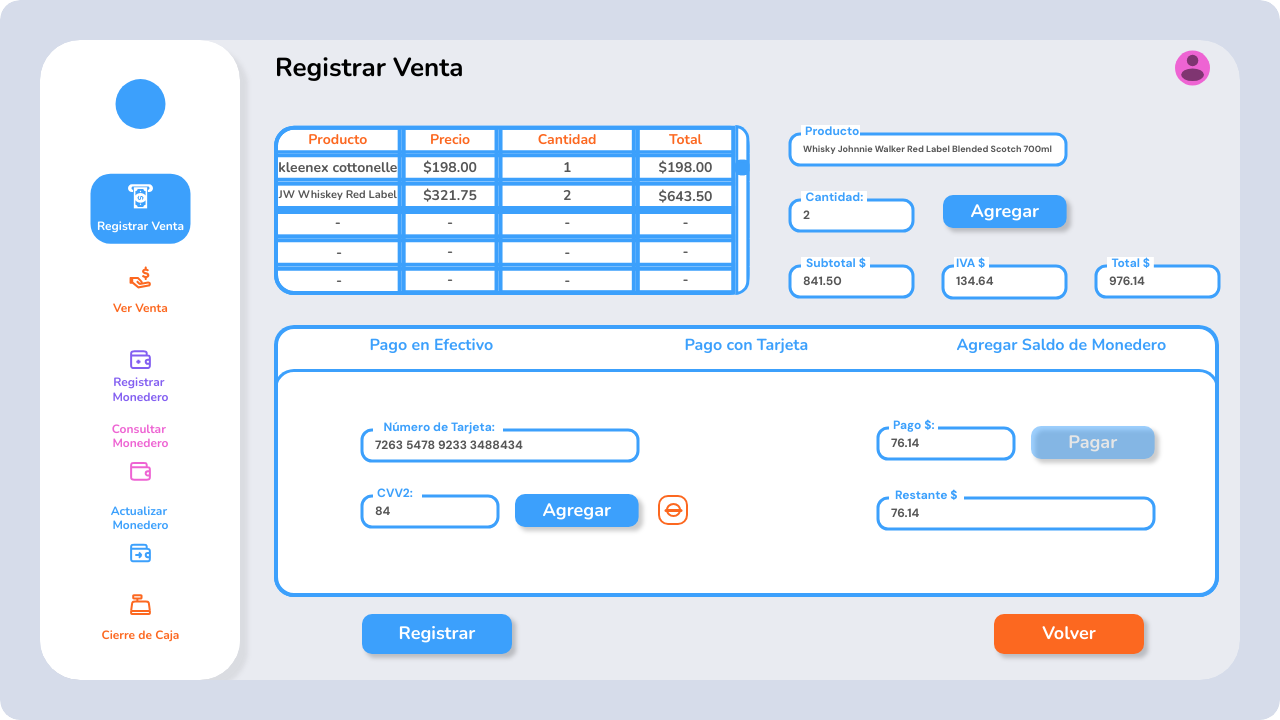 Registrar Venta
Registrar Venta
Ver Venta
Registrar
Monedero
Consultar
Monedero
Actualizar
Monedero
Cierre de Caja
Producto Precio Cantidad Total
kleenex cottonelle $198.00 1 $198.00
JW Whiskey Red Label $321.75 2 $643.50
- - - -
- - - -
- - - -
Producto
Whisky Johnnie Walker Red Label Blended Scotch 700ml
Cantidad:
2
Agregar
Subtotal $ IVA $ Total $
841.50 134.64 976.14
Pago en Efectivo Pago con Tarjeta Agregar Saldo de Monedero
Número de Tarjeta:
7263 5478 9233 3488434
CVV2:
84
Agregar
Pago $:
76.14
Pagar
Restante $
76.14
Registrar
Volver